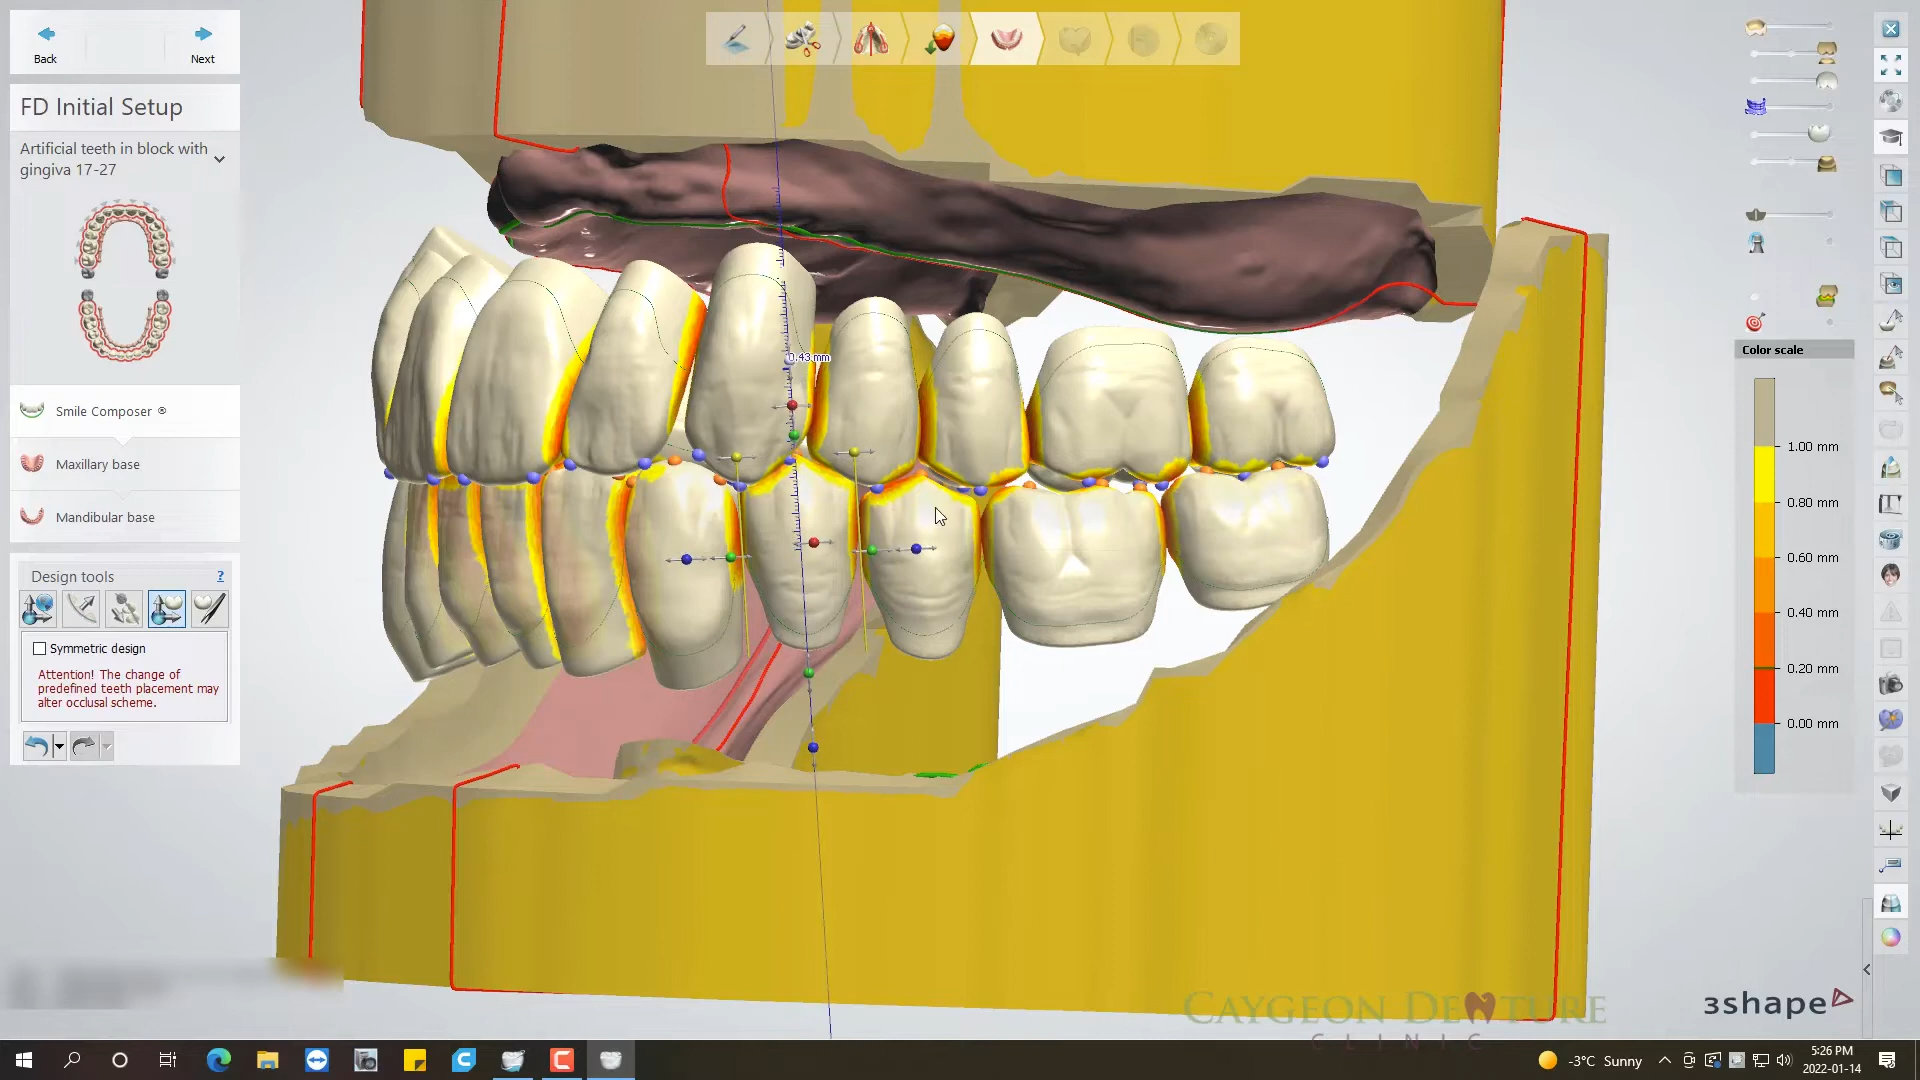 Back
Next
FD Initial Setup
Artificial teeth in block with
gingiva 17-27
Smile Composer ®
Maxillary base
Mandibular base
Design tools
?
Symmetric design
Attention! The change of
predefined teeth placement may
alter occlusal scheme.
0.43 mm
Color scale
1.00 mm
0.80 mm
0.60 mm
0.40 mm
0.20 mm
0.00 mm
CAYGEON DENTURE
CLINIC
3shape
-3°C Sunny
5:26 PM
2022-01-14